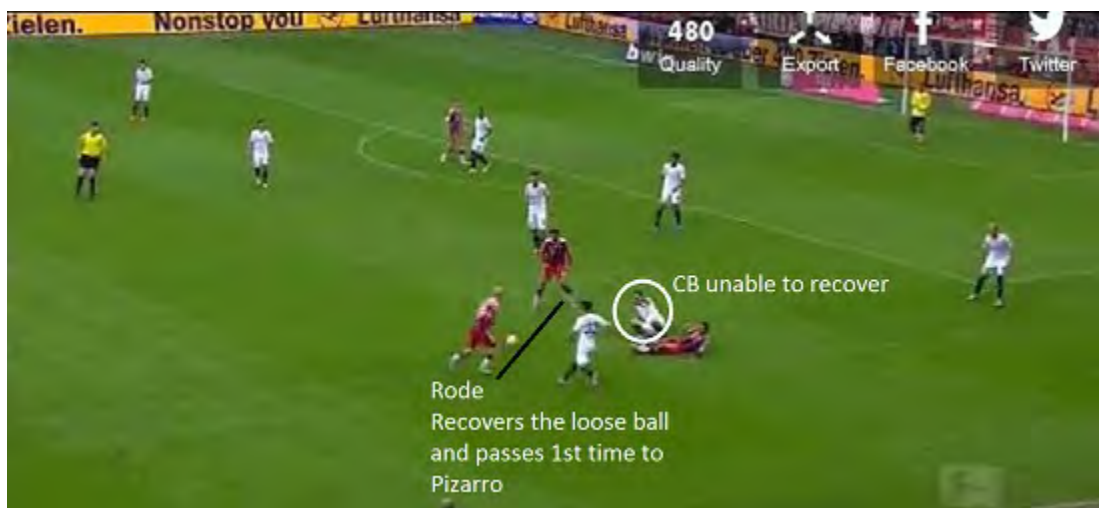 ielen.
Nonstop you
Lufthansa
480
Quality
Export
Facebook
Twitter
Lufthansa
CB unable to recover
Rode
Recovers the loose ball
and passes 1st time to
Pizarro